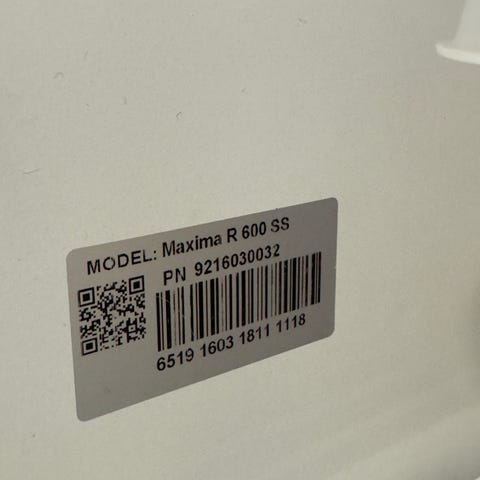 MODEL: Maxima R 600 SS
PN 9216030032
6519 1603 1811 1118